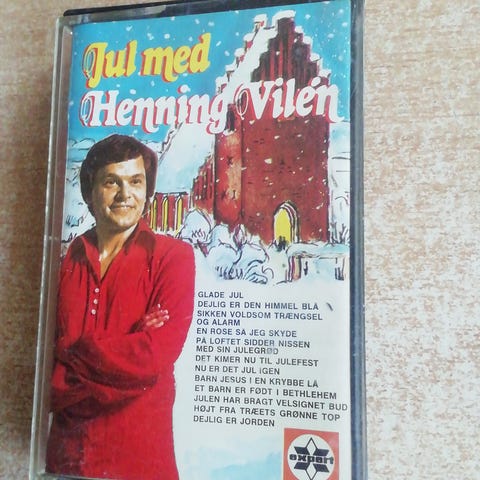 Jul med
Henning Vilén
GLADE JUL
DEJLIG ER DEN HIMMEL BLÅ
SIKKEN VOLDSOM TRÆNGSEL
OG ALARM
EN ROSE SÅ JEG SKYDE
PÅ LOFTET SIDDER NISSEN
MED SIN JULEGRØD
DET KIMER NU TIL JULEFEST
NU ER DET JUL IGEN
BARN JESUS I EN KRYBBE LÅ
ET BARN ER FØDT I BETHLEHEM
JULEN HAR BRAGT VELSIGNET BUD
HØJT FRA TRÆETS GRØNNE TOP
DEJLIG ER JORDEN
expert